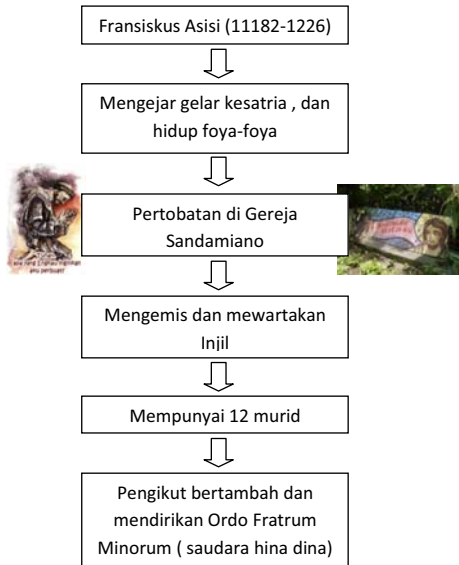 Fransiskus Asisi (11182-1226)
Mengejar gelar kesatria , dan
hidup foya-foya
Pertobatan di Gereja
Sandamiano
Mengemis dan mewartakan
Injil
Mempunyai 12 murid
Pengikut bertambah dan
mendirikan Ordo Fratrum
Minorum ( saudara hina dina)